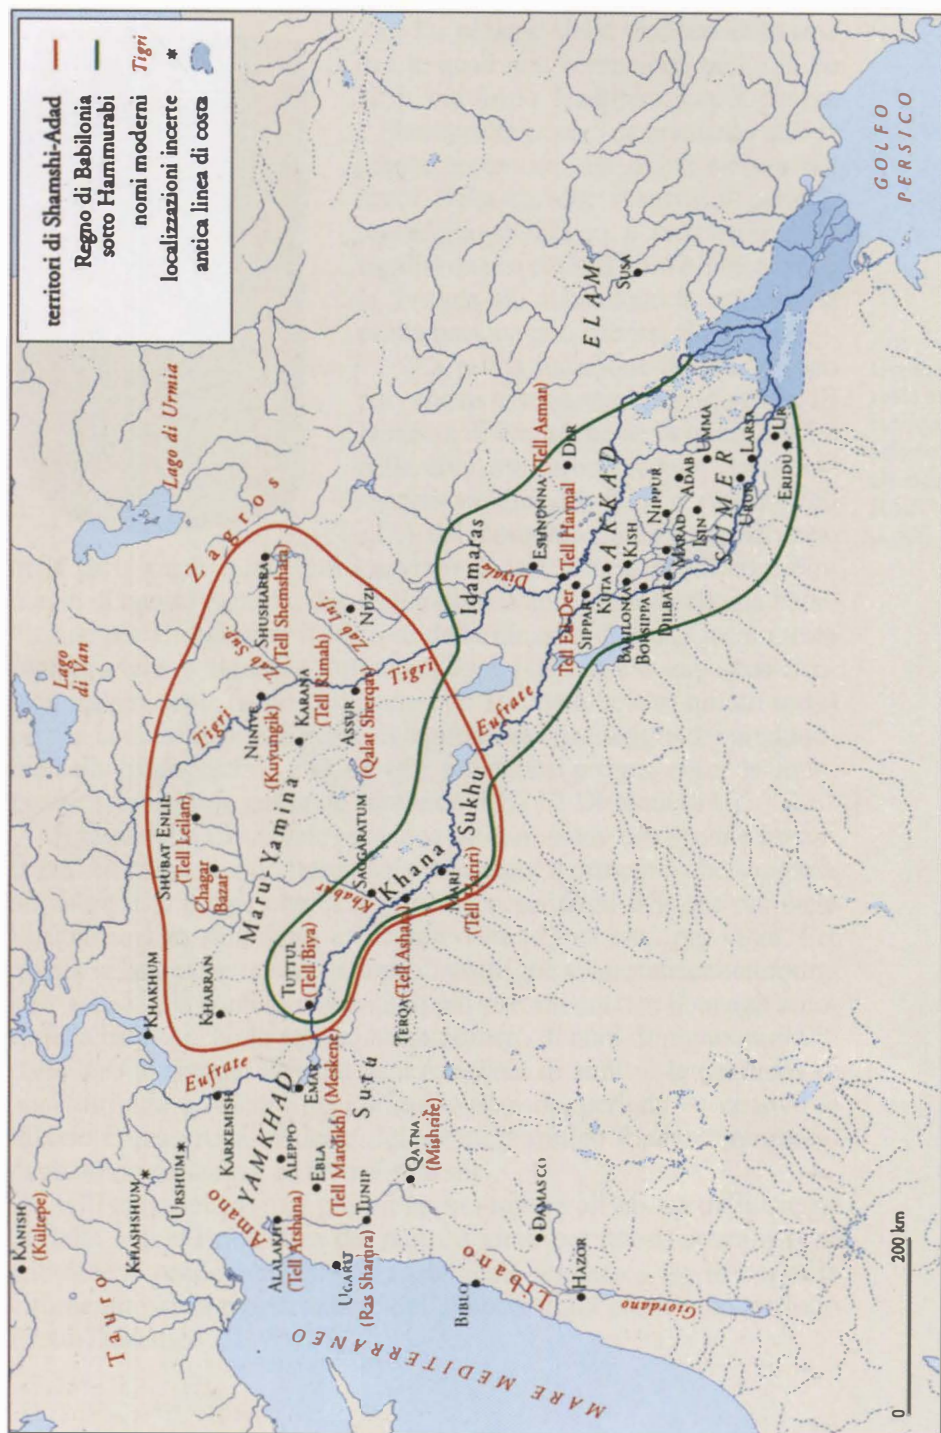 territori di Shamshi-Adad
Regno di Babilonia
sotto Hammurabi
Tigri
nomi moderni
*
localizzazioni incerte
antica linea di costa
KANISH
(Kültepe)
Tauro
KHASHSHUM
URSHUM
KARKEMISH
Eufrate
KHAKHUM
KHARRAN
SHUBAT ENLIL
(Tell Leilan)
Chagar
Bazar
Lago
di Van
Lago di Urmia
Zagros
Tigri
NINIVE
(Kuyungik)
Zab Sup.
SHUSHARRA
(Tell Shemshara)
KARANA
(Tell Rimah)
Zab Inf.
NUZI
ASSUR
(Qalat Sherqat)
Tigri
Maru-Yamina
Amano
YAMKHAD
ALALAKH
(Tell Atshana)
ALEPPO
EMAR
(Meskene)
EBLA
(Tell Mardikh)
TUTTUL
(Tell Biya)
SAGGARATUM
Khabur
Khana
Suru
UGARIT
(Ras Shamra)
TUNIP
QATNA
(Mishrife)
TERQA (Tell Ashara)
MARI
(Tell Hariri)
Sukhu
Eufrate
Idamaras
Diyala
ESHNUNNA (Tell Asmar)
DER
Tell Harmal
Tell Ed-Der
SIPPAR
KUTA
AKKAD
BABILONIA
KISH
BORSIPPA
DILBAT
MARAD
NIPPUR
ADAB
ISIN
UMMA
SUMER
URUK
LARSA
UR
ERIDU
ELAM
SUSA
GOLFO
PERSICO
MARE MEDITERRANEO
BIBLO
Libano
DAMASCO
HAZOR
Giordano
200 km